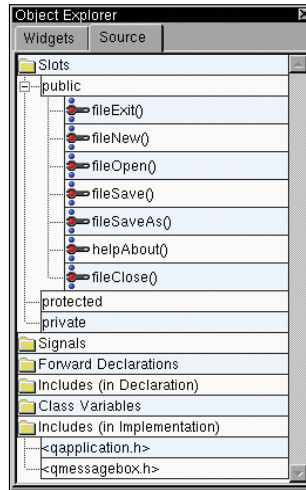 Object Explorer
Widgets Source
Slots
public
fileExit()
fileNew()
fileOpen()
fileSave()
fileSaveAs()
helpAbout()
fileClose()
protected
private
Signals
Forward Declarations
Includes (in Declaration)
Class Variables
Includes (in Implementation)
<qapplication.h>
<qmessagebox.h>